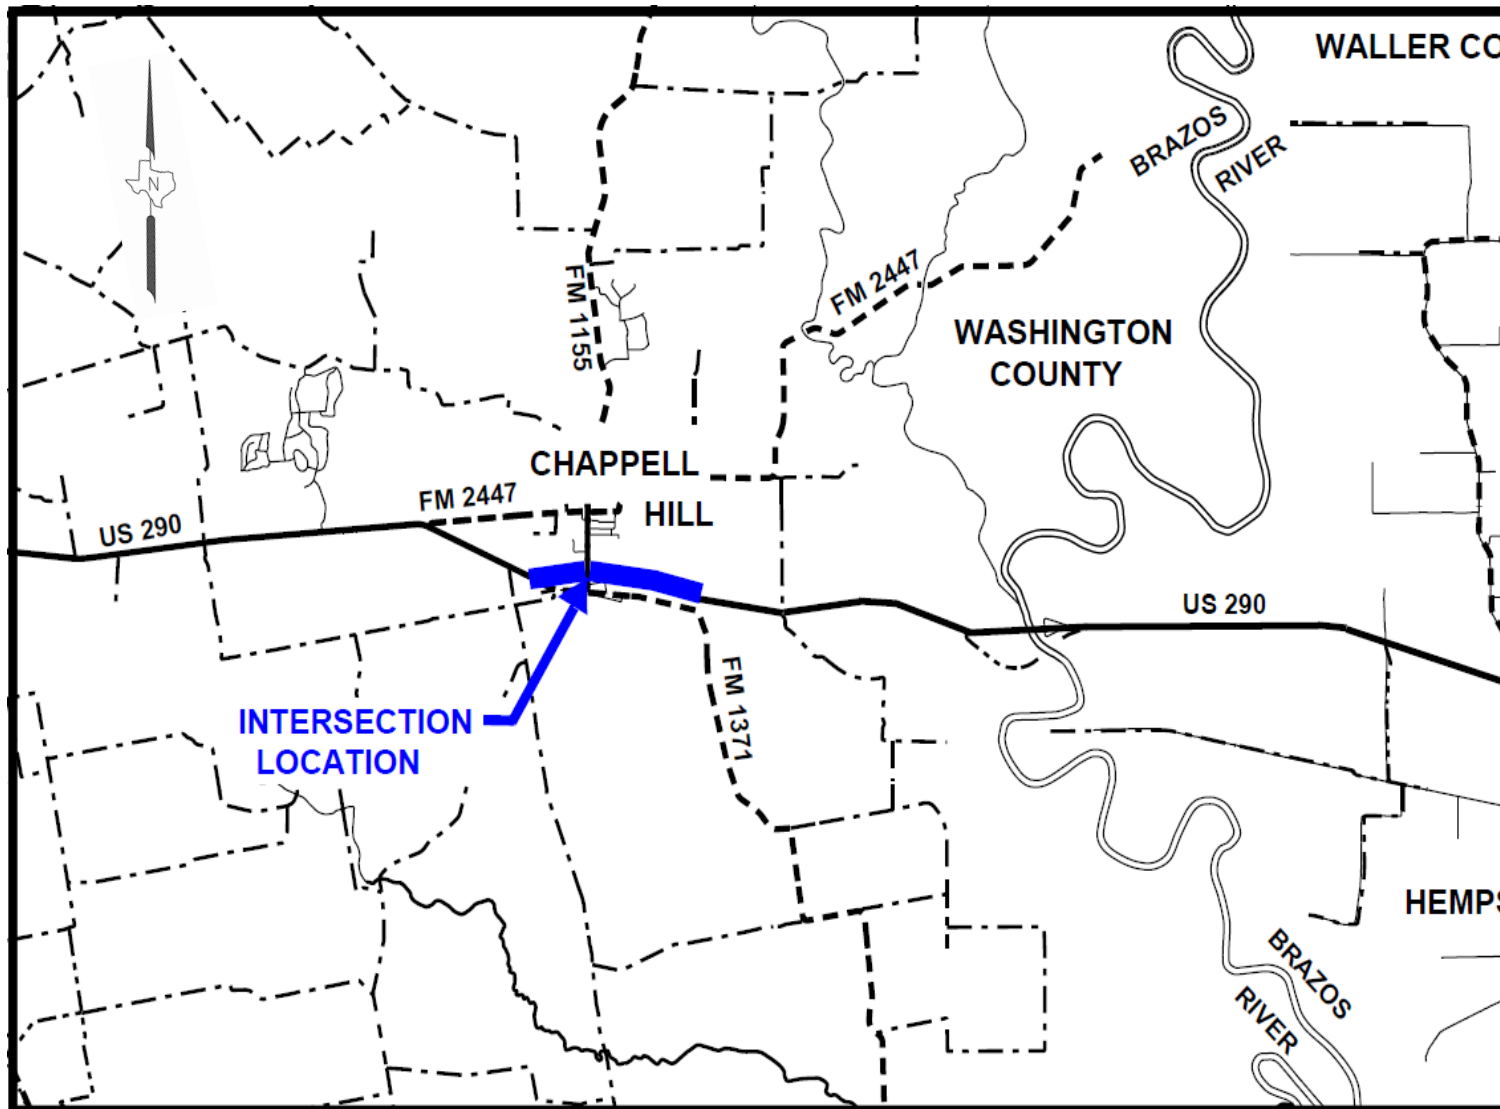 WALLER CO
BRAZOS
RIVER
N
FM 1155
FM 2447
WASHINGTON
COUNTY
CHAPPELL
HILL
FM 2447
US 290
US 290
FM 1371
INTERSECTION
LOCATION
HEMPS
BRAZOS
RIVER